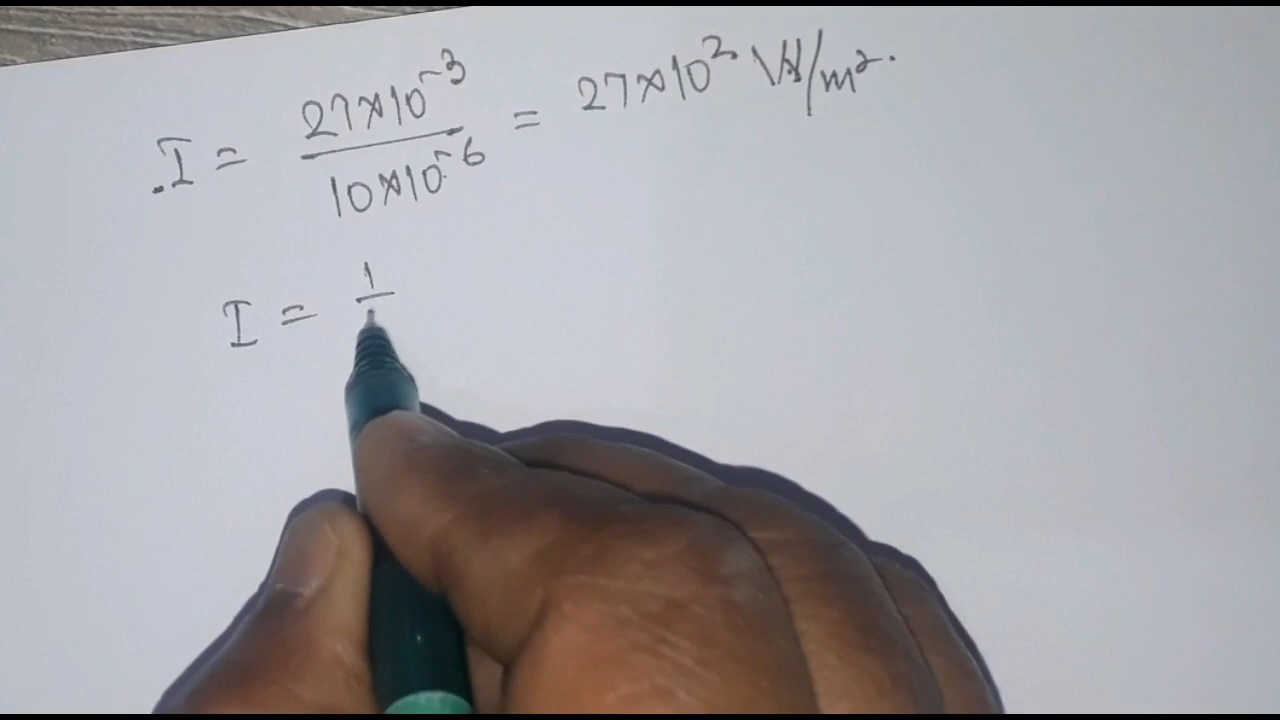 .I = 27×10⁻³ / 10×10⁻⁶ = 27×10² W/m².
I = 1/